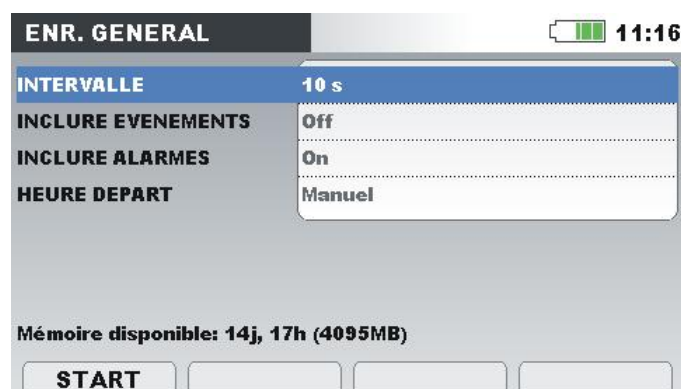 ENR. GENERAL 11:16
INTERVALLE 10 s
INCLURE EVENEMENTS Off
INCLURE ALARMES On
HEURE DEPART Manuel
Mémoire disponible: 14j, 17h (4095MB)
START